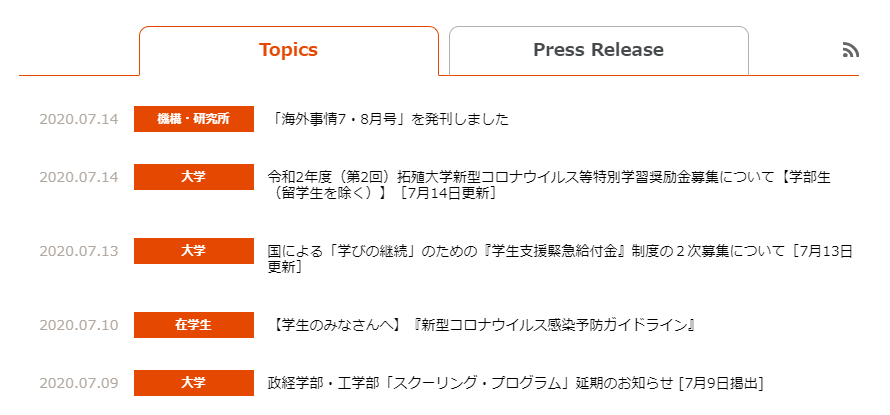 Topics Press Release
2020.07.14 機構・研究所 「海外事情7・8月号」を発刊しました
2020.07.14 大学 令和2年度（第2回）拓殖大学新型コロナウイルス等特別学習奨励金募集について【学部生
（留学生を除く）】［7月14日更新］
2020.07.13 大学 国による「学びの継続」のための『学生支援緊急給付金』制度の２次募集について［7月13日
更新］
2020.07.10 在学生 【学生のみなさんへ】『新型コロナウイルス感染予防ガイドライン』
2020.07.09 大学 政経学部・工学部「スクーリング・プログラム」延期のお知らせ [7月9日掲出]